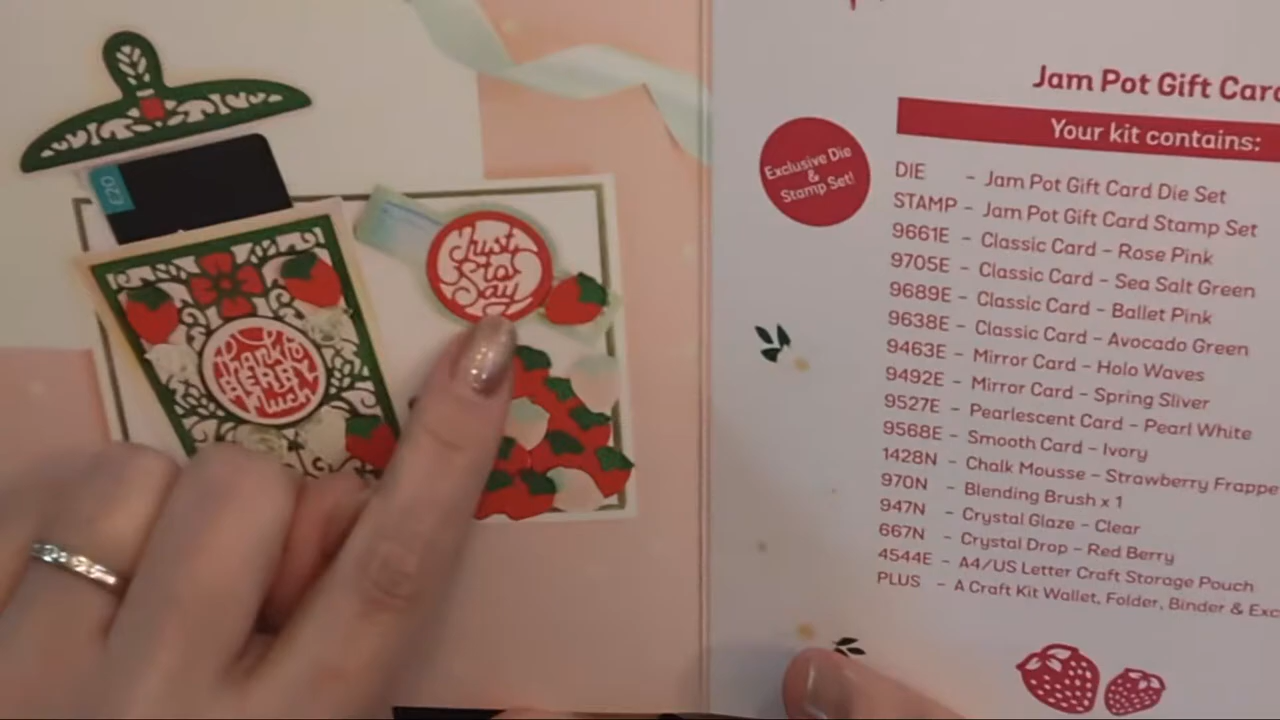 £20
Just
to
Say
Thank
BERRY
Much
Jam Pot Gift Card
Your kit contains:
Exclusive Die
&
Stamp Set!
DIE - Jam Pot Gift Card Die Set
STAMP - Jam Pot Gift Card Stamp Set
9661E - Classic Card - Rose Pink
9705E - Classic Card - Sea Salt Green
9689E - Classic Card - Ballet Pink
9638E - Classic Card - Avocado Green
9463E - Mirror Card - Holo Waves
9492E - Mirror Card - Spring Sliver
9527E - Pearlescent Card - Pearl White
9568E - Smooth Card - Ivory
1428N - Chalk Mousse - Strawberry Frappe
970N - Blending Brush x 1
947N - Crystal Glaze - Clear
667N - Crystal Drop - Red Berry
4544E - A4/US Letter Craft Storage Pouch
PLUS - A Craft Kit Wallet, Folder, Binder & Exc